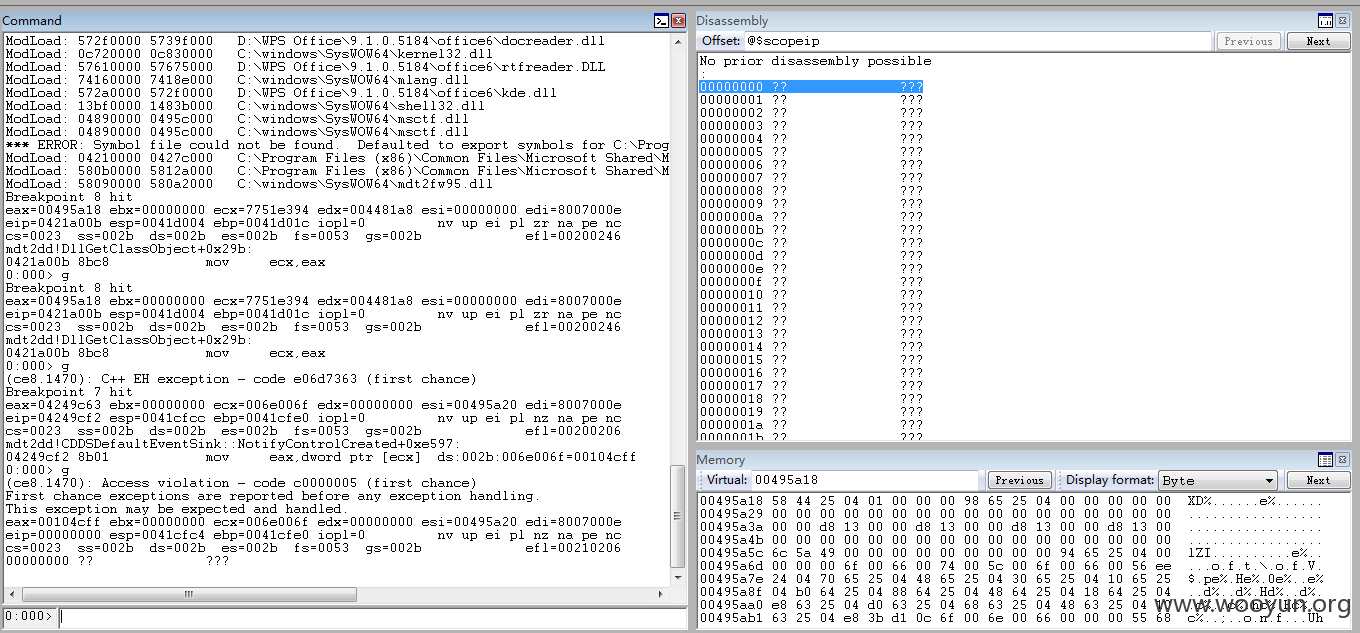 Command
ModLoad: 572f0000 5739f000   D:\WPS Office\9.1.0.5184\office6\docreader.dll
ModLoad: 0c720000 0c830000   C:\windows\SysWOW64\kernel32.dll
ModLoad: 57610000 57675000   D:\WPS Office\9.1.0.5184\office6\rtfreader.DLL
ModLoad: 74160000 7418e000   C:\windows\SysWOW64\mlang.dll
ModLoad: 572a0000 572f0000   D:\WPS Office\9.1.0.5184\office6\kde.dll
ModLoad: 13bf0000 1483b000   C:\windows\SysWOW64\shell32.dll
ModLoad: 04890000 0495c000   C:\windows\SysWOW64\msctf.dll
ModLoad: 04890000 0495c000   C:\windows\SysWOW64\msctf.dll
*** ERROR: Symbol file could not be found.  Defaulted to export symbols for C:\Prog
ModLoad: 04210000 0427c000   C:\Program Files (x86)\Common Files\Microsoft Shared\M
ModLoad: 580b0000 5812a000   C:\Program Files (x86)\Common Files\Microsoft Shared\M
ModLoad: 58090000 580a2000   C:\windows\SysWOW64\mdt2fw95.dll
Breakpoint 8 hit
eax=00495a18 ebx=00000000 ecx=7751e394 edx=004481a8 esi=00000000 edi=8007000e
eip=0421a00b esp=0041d004 ebp=0041d01c iopl=0         nv up ei pl zr na pe nc
cs=0023  ss=002b  ds=002b  es=002b  fs=0053  gs=002b             efl=00200246
mdt2dd!DllGetClassObject+0x29b:
0421a00b 8bc8            mov     ecx,eax
0:000> g
Breakpoint 8 hit
eax=00495a18 ebx=00000000 ecx=7751e394 edx=004481a8 esi=00000000 edi=8007000e
eip=0421a00b esp=0041d004 ebp=0041d01c iopl=0         nv up ei pl zr na pe nc
cs=0023  ss=002b  ds=002b  es=002b  fs=0053  gs=002b             efl=00200246
mdt2dd!DllGetClassObject+0x29b:
0421a00b 8bc8            mov     ecx,eax
0:000> g
(ce8.1470): C++ EH exception - code e06d7363 (first chance)
Breakpoint 7 hit
eax=04249c63 ebx=00000000 ecx=006e006f edx=00000000 esi=00495a20 edi=8007000e
eip=04249cf2 esp=0041cfcc ebp=0041cfe0 iopl=0         nv up ei pl nz na pe nc
cs=0023  ss=002b  ds=002b  es=002b  fs=0053  gs=002b             efl=00200206
mdt2dd!CDDSDefaultEventSink::NotifyControlCreated+0xe597:
04249cf2 8b01            mov     eax,dword ptr [ecx]  ds:002b:006e006f=00104cff
0:000> g
(ce8.1470): Access violation - code c0000005 (first chance)
First chance exceptions are reported before any exception handling.
This exception may be expected and handled.
eax=00104cff ebx=00000000 ecx=006e006f edx=00000000 esi=00495a20 edi=8007000e
eip=00000000 esp=0041cfc4 ebp=0041cfe0 iopl=0         nv up ei pl nz na pe nc
cs=0023  ss=002b  ds=002b  es=002b  fs=0053  gs=002b             efl=00210206
00000000 ??              ???
0:000>
Disassembly
Offset: @$scopeip
Previous
Next
No prior disassembly possible
:
00000000 ??              ???
00000001 ??              ???
00000002 ??              ???
00000003 ??              ???
00000004 ??              ???
00000005 ??              ???
00000006 ??              ???
00000007 ??              ???
00000008 ??              ???
00000009 ??              ???
0000000a ??              ???
0000000b ??              ???
0000000c ??              ???
0000000d ??              ???
0000000e ??              ???
0000000f ??              ???
00000010 ??              ???
00000011 ??              ???
00000012 ??              ???
00000013 ??              ???
00000014 ??              ???
00000015 ??              ???
00000016 ??              ???
00000017 ??              ???
00000018 ??              ???
00000019 ??              ???
0000001a ??              ???
0000001b ??              ???
Memory
Virtual: 00495a18
Previous
Display format: Byte
Next
00495a18 58 44 25 04 01 00 00 00 98 65 25 04 00 00 00 00 00  XD%......e%......
00495a29 00 00 00 00 00 00 00 00 00 00 00 00 00 00 00 00 00  .................
00495a3a 00 00 d8 13 00 00 d8 13 00 00 d8 13 00 00 d8 13 00  .................
00495a4b 00 00 00 00 00 00 00 00 00 00 00 00 00 00 00 00 00  .................
00495a5c 6c 5a 49 00 00 00 00 00 00 00 00 00 94 65 25 04 00  lZI..........e%..
00495a6d 00 00 00 6f 00 66 00 74 00 5c 00 6f 00 66 00 56 ee  ...o.f.t.\.o.f.V.
00495a7e 24 04 70 65 25 04 48 65 25 04 30 65 25 04 10 65 25  $.pe%.He%.0e%..e%
00495a8f 04 b0 64 25 04 88 64 25 04 48 64 25 04 18 64 25 04  ..d%..d%.Hd%..d%.
00495aa0 e8 63 25 04 d0 63 25 04 68 63 25 04 48 63 25 04
00495ab1 63 25 04 e8 3b d1 0c 6f 00 6e 00 66 00 00 00 55 68  c%..;..o.n.f...Uh
www.wooyun.org